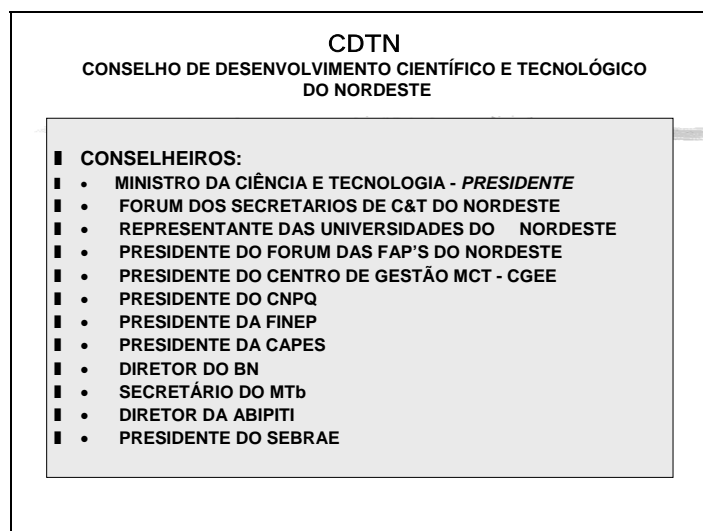 CDTN
CONSELHO DE DESENVOLVIMENTO CIENTÍFICO E TECNOLÓGICO
DO NORDESTE
CONSELHEIROS:
• MINISTRO DA CIÊNCIA E TECNOLOGIA - PRESIDENTE
• FORUM DOS SECRETARIOS DE C&T DO NORDESTE
• REPRESENTANTE DAS UNIVERSIDADES DO NORDESTE
• PRESIDENTE DO FORUM DAS FAP'S DO NORDESTE
• PRESIDENTE DO CENTRO DE GESTÃO MCT - CGEE
• PRESIDENTE DO CNPQ
• PRESIDENTE DA FINEP
• PRESIDENTE DA CAPES
• DIRETOR DO BN
• SECRETÁRIO DO MTb
• DIRETOR DA ABIPITI
• PRESIDENTE DO SEBRAE